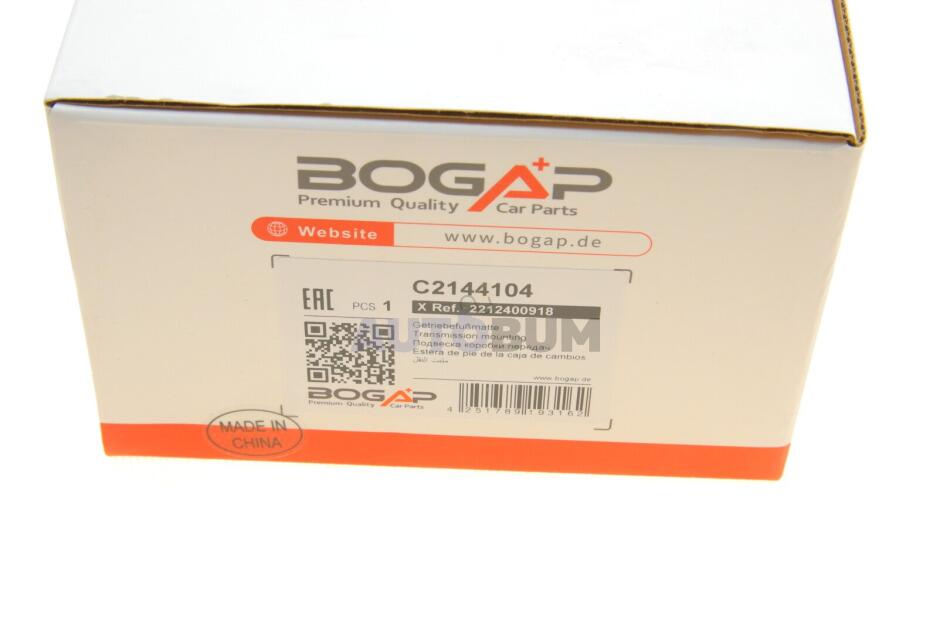 BOGAP
Premium Quality Car Parts
Website www.bogap.de
C2144104
EAC PCS 1 X Ref. 2212400918
Getriebefußmatte
Transmission mounting
Подвеска коробки передач
Estera de pie de la caja de cambios
www.bogap.de
BOGAP
Premium Quality Car Parts
4 251789 193162
MADE IN
CHINA
AUTOBUM